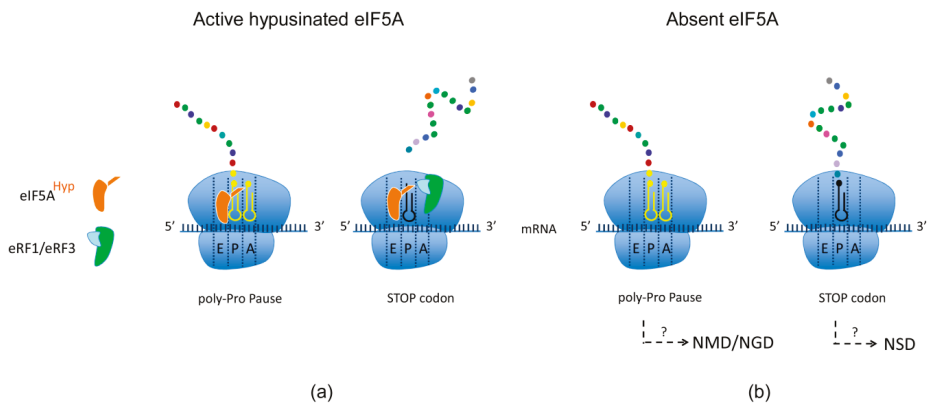 Active hypusinated eIF5A
Absent eIF5A
eIF5A Hyp
eRF1/eRF3
5’ 3’
E P A
poly-Pro Pause
5’ 3’
E P A
STOP codon
mRNA
5’ 3’
E P A
poly-Pro Pause
?
NMD/NGD
5’ 3’
E P A
STOP codon
?
NSD
(a)
(b)